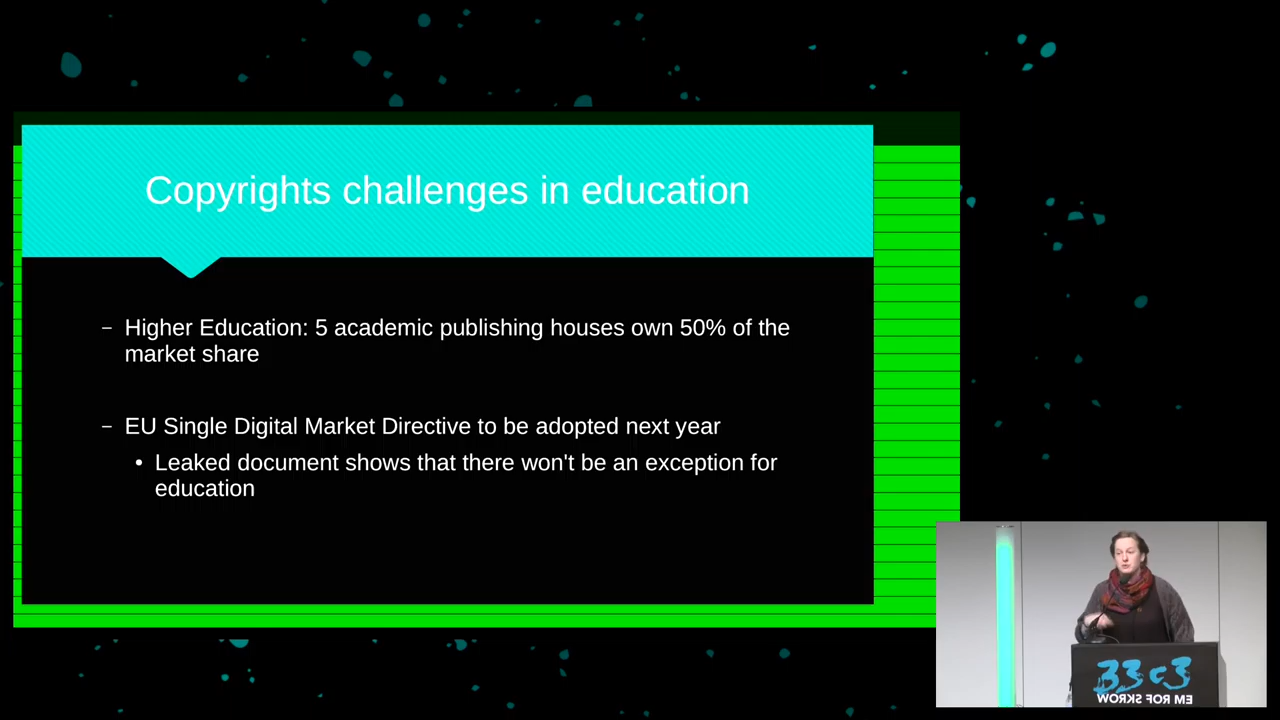 Copyrights challenges in education
– Higher Education: 5 academic publishing houses own 50% of the
market share
– EU Single Digital Market Directive to be adopted next year
• Leaked document shows that there won't be an exception for
education
33c3
WORKS FOR ME